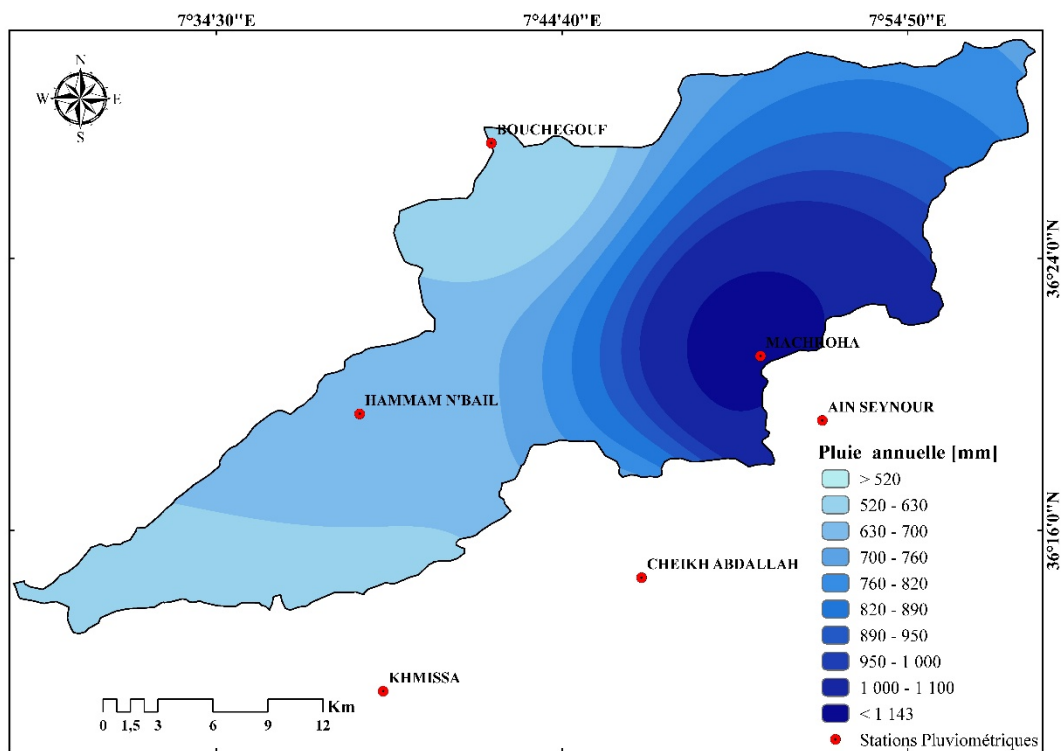 7°34'30''E 7°44'40''E 7°54'50''E
N
W E
S
BOUCHEGOUF
36°24'0''N
MACHROHA
HAMMAM N'BAIL
AIN SEYNOUR
Pluie annuelle [mm]
> 520
520 - 630
630 - 700
700 - 760
760 - 820
820 - 890
890 - 950
950 - 1 000
1 000 - 1 100
< 1 143
Stations Pluviométriques
36°16'0''N
CHEIKH ABDALLAH
KHMISSA
Km
0 1,5 3 6 9 12